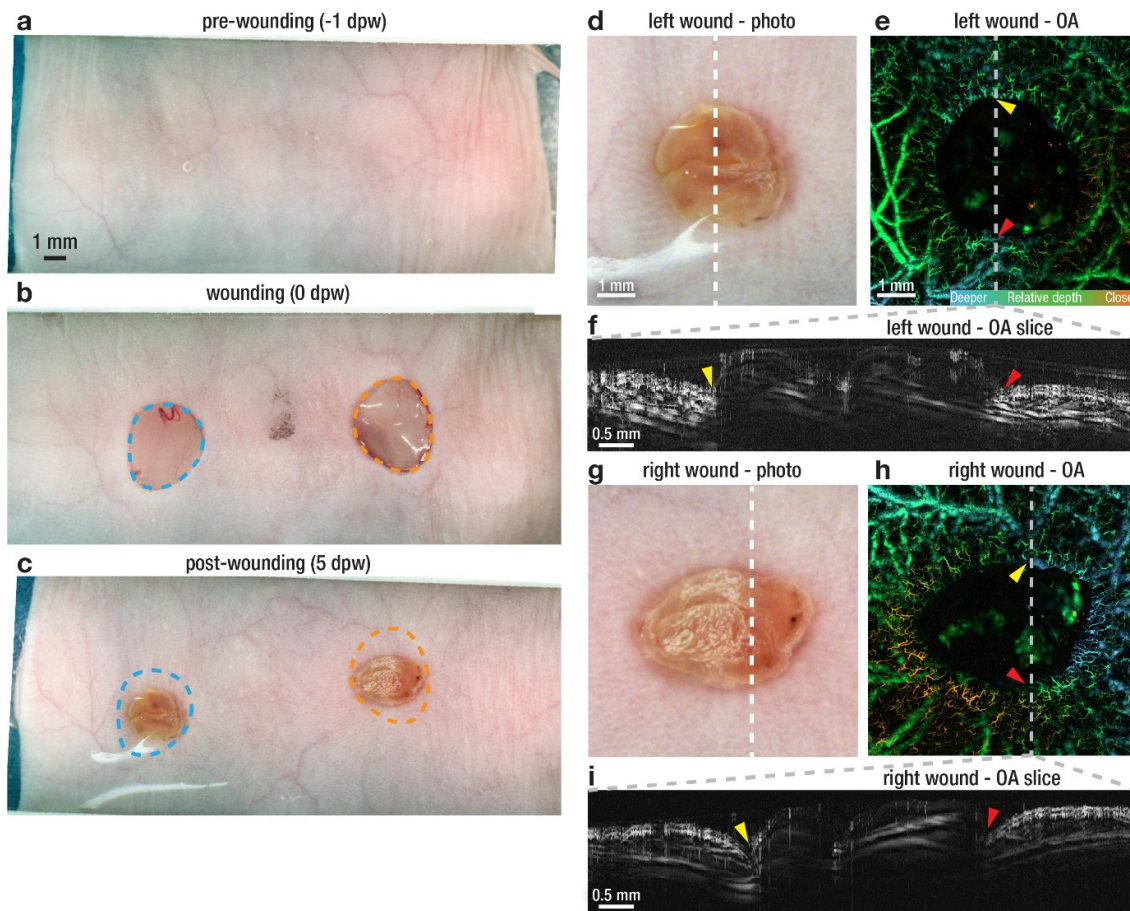 a
pre-wounding (-1 dpw)
1 mm
b
wounding (0 dpw)
c
post-wounding (5 dpw)
d
left wound - photo
1 mm
e
left wound - OA
1 mm
Deeper
Relative depth
Close
f
left wound - OA slice
0.5 mm
g
right wound - photo
h
right wound - OA
i
right wound - OA slice
0.5 mm